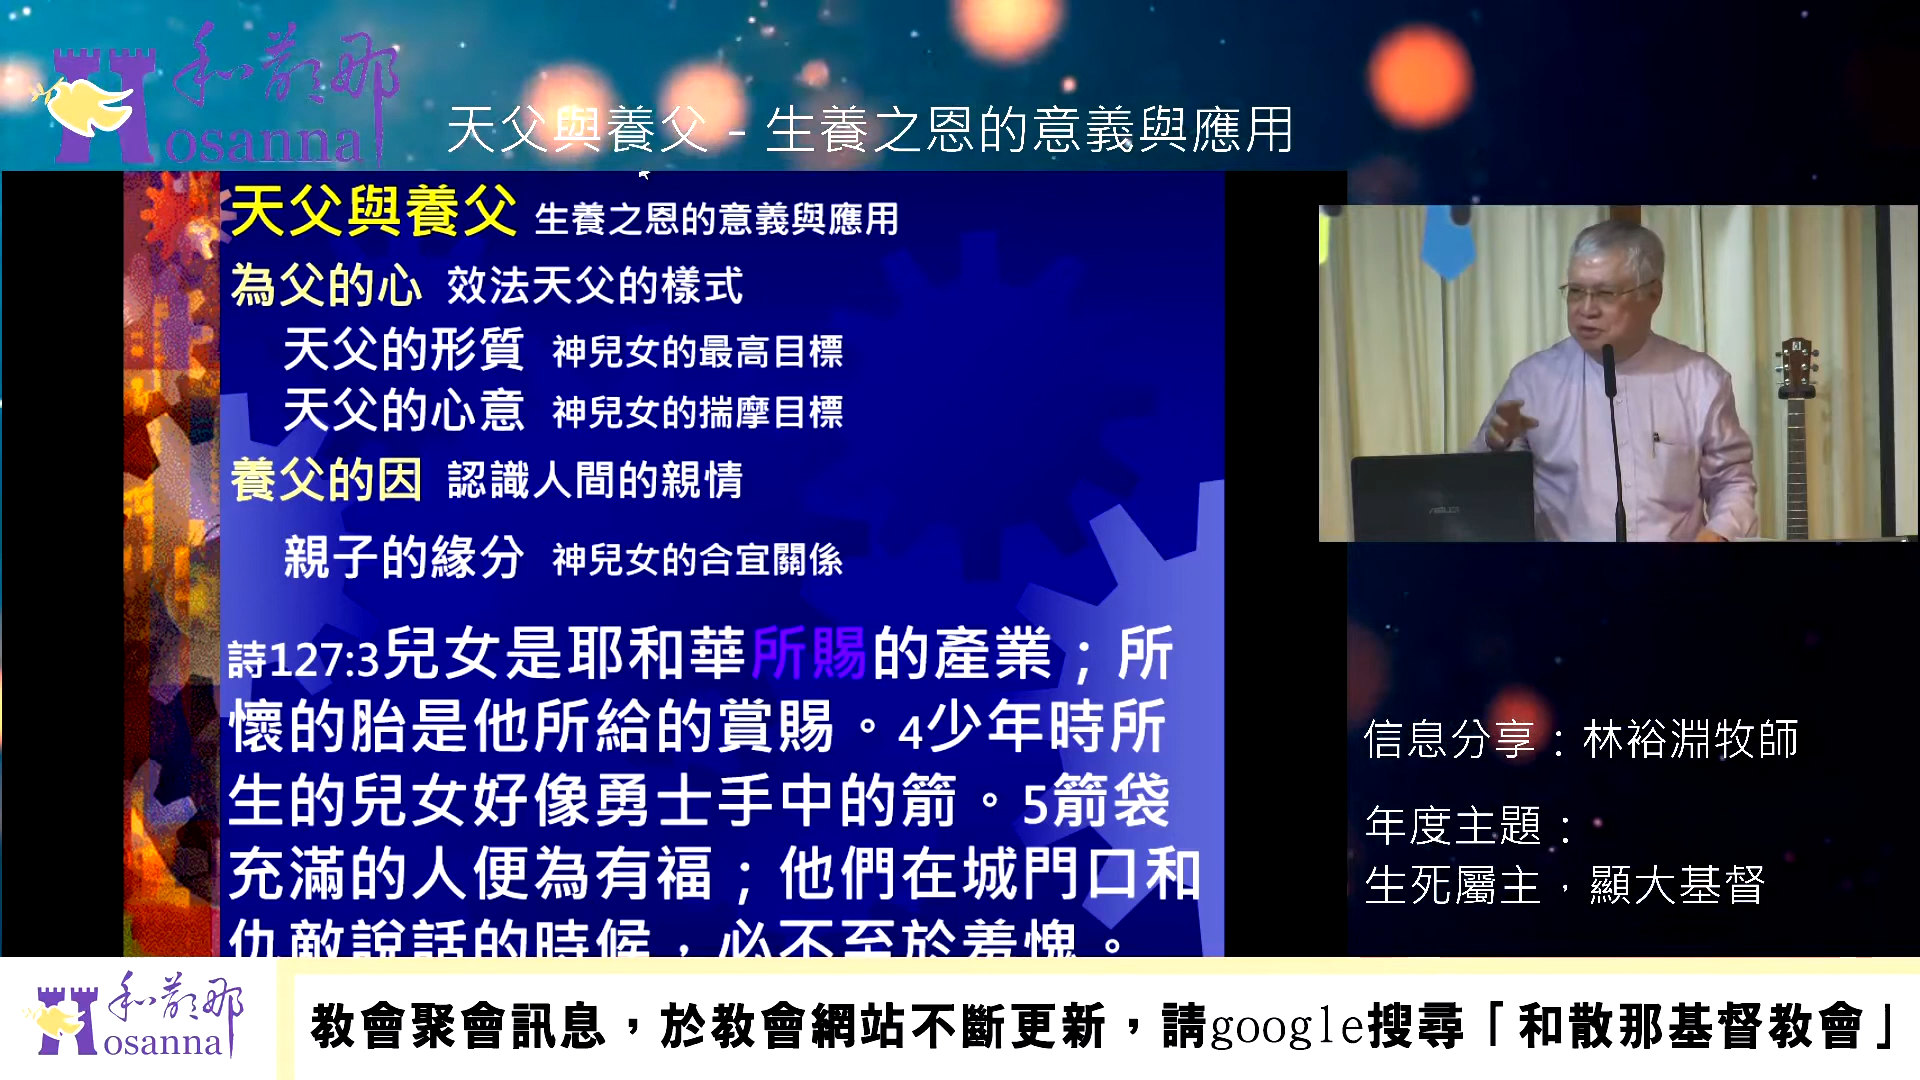 和散那
Hosanna
天父與養父 - 生養之恩的意義與應用
天父與養父 生養之恩的意義與應用
為父的心 效法天父的樣式
天父的形質 神兒女的最高目標
天父的心意 神兒女的揣摩目標
養父的因 認識人間的親情
親子的緣分 神兒女的合宜關係
詩127:3兒女是耶和華所賜的產業；所
懷的胎是他所給的賞賜。4少年時所
生的兒女好像勇士手中的箭。5箭袋
充滿的人便為有福；他們在城門口和
仇敵說話的時候，必不至於羞愧。
ASUS
信息分享：林裕淵牧師
年度主題：
生死屬主，顯大基督
和散那
Hosanna
教會聚會訊息，於教會網站不斷更新，請google搜尋「和散那基督教會」